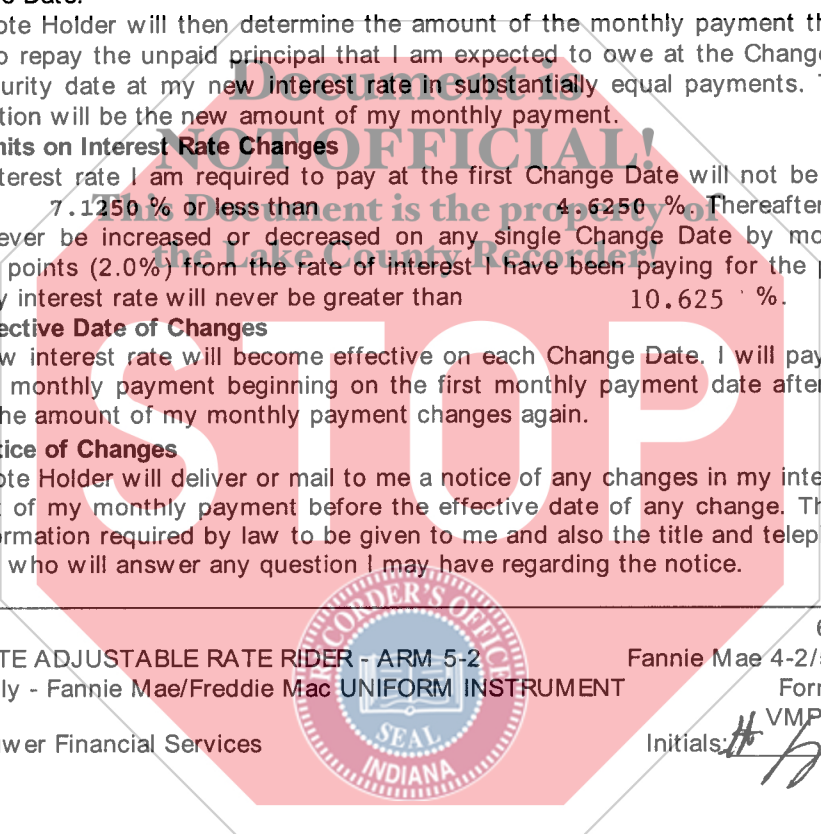 Date.
ote Holder will then determine the amount of the monthly payment th
o repay the unpaid principal that I am expected to owe at the Change
urity date at my new interest rate in substantially equal payments. T
tion will be the new amount of my monthly payment.
nits on Interest Rate Changes
nterest rate I am required to pay at the first Change Date will not be
7.1250 % or less than 4.6250 %. Thereafter
ever be increased or decreased on any single Change Date by mo
points (2.0%) from the rate of interest I have been paying for the p
y interest rate will never be greater than 10.625 %.
ective Date of Changes
w interest rate will become effective on each Change Date. I will pay
monthly payment beginning on the first monthly payment date after
he amount of my monthly payment changes again.
tice of Changes
ote Holder will deliver or mail to me a notice of any changes in my inte
t of my monthly payment before the effective date of any change. Th
ormation required by law to be given to me and also the title and telep
who will answer any question I may have regarding the notice.
TE ADJUSTABLE RATE RIDER - ARM 5-2 Fannie Mae 4-2/
ly - Fannie Mae/Freddie Mac UNIFORM INSTRUMENT For
VMP
wer Financial Services Initials:
Document is
NOT OFFICIAL!
This Document is the property of
the Lake County Recorder!
STOP
RECORDER'S OFFICE
SEAL
INDIANA